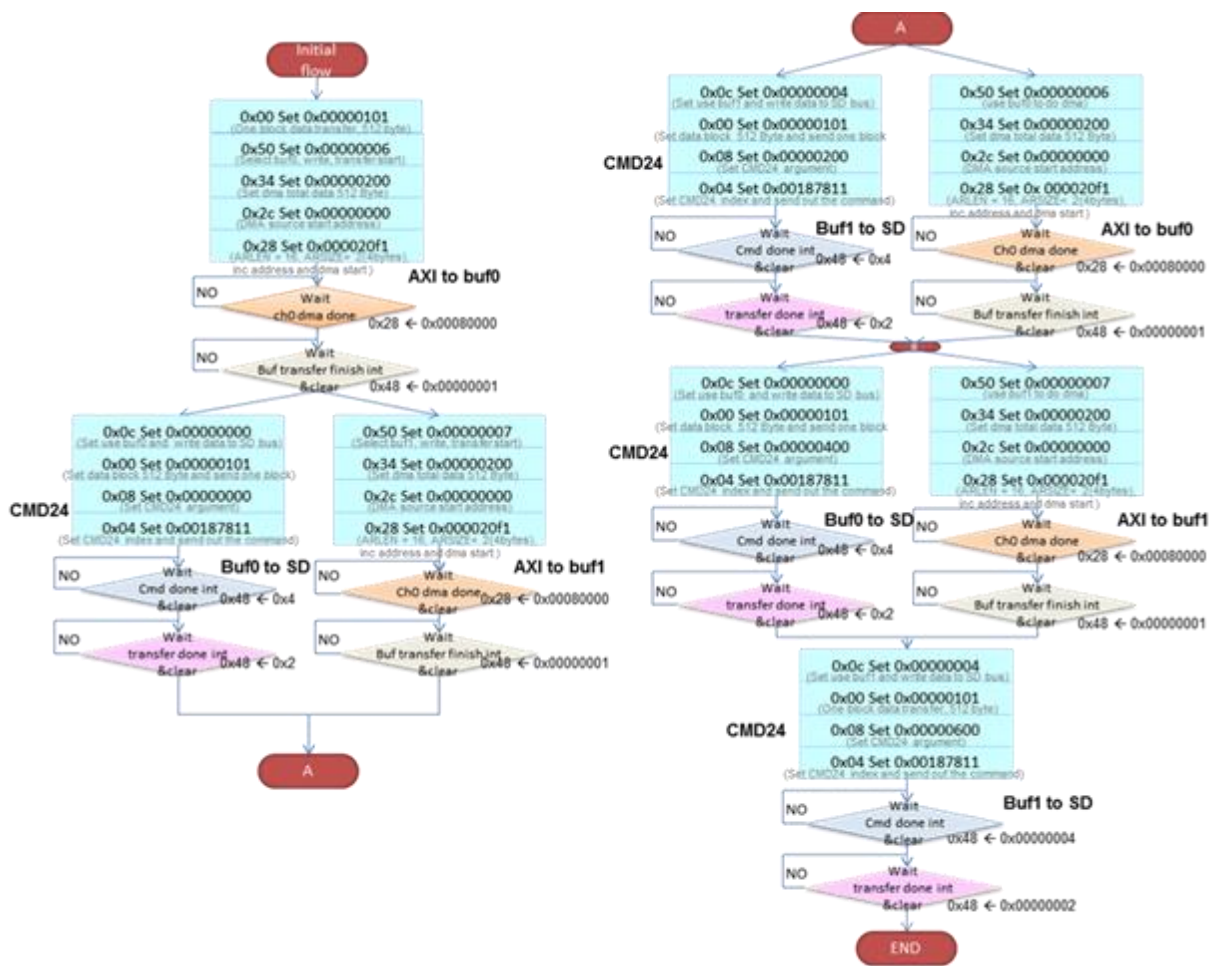 Initial
flow
0x00 Set 0x00000101
(One block data transfer, 512 byte)
0x50 Set 0x00000006
(Select buf0, write, transfer start)
0x34 Set 0x00000200
(Set dma total data 512 Byte)
0x2c Set 0x00000000
(DMA source start address)
0x28 Set 0x000020f1
(ARLEN = 16, ARSIZE= 2(4bytes),
inc address and dma start )
AXI to buf0
NO
Wait
ch0 dma done
0x28 ← 0x00080000
NO
Wait
Buf transfer finish int
&clear
0x48 ← 0x00000001
CMD24
0x0c Set 0x00000000
(Set use buf0 and write data to SD bus)
0x00 Set 0x00000101
(Set data block 512 Byte and send one block)
0x08 Set 0x00000000
(Set CMD24 argument)
0x04 Set 0x00187811
(Set CMD24 index and send out the command)
Buf0 to SD
NO
Wait
Cmd done int
&clear
0x48 ← 0x4
NO
Wait
transfer done int
&clear
0x48 ← 0x2
0x50 Set 0x00000007
(Select buf1, write, transfer start)
0x34 Set 0x00000200
(Set dma total data 512 Byte)
0x2c Set 0x00000000
(DMA source start address)
0x28 Set 0x000020f1
(ARLEN = 16, ARSIZE= 2(4bytes),
inc address and dma start )
AXI to buf1
NO
Wait
Ch0 dma done
&clear
0x28 ← 0x00080000
NO
Wait
Buf transfer finish int
&clear
0x48 ← 0x00000001
A
A
CMD24
0x0c Set 0x00000004
(Set use buf1 and write data to SD bus)
0x00 Set 0x00000101
(Set data block 512 Byte and send one block
0x08 Set 0x00000200
(Set CMD24 argument)
0x04 Set 0x00187811
(Set CMD24 index and send out the command)
Buf1 to SD
NO
Wait
Cmd done int
&clear
0x48 ← 0x4
NO
Wait
transfer done int
&clear
0x48 ← 0x2
0x50 Set 0x00000006
(use buf0 to do dma)
0x34 Set 0x00000200
(Set dma total data 512 Byte)
0x2c Set 0x00000000
(DMA source start address)
0x28 Set 0x 000020f1
(ARLEN = 16, ARSIZE= 2(4bytes),
inc address and dma start )
AXI to buf0
NO
Wait
Ch0 dma done
&clear
0x28 ← 0x00080000
NO
Wait
Buf transfer finish int
&clear
0x48 ← 0x00000001
CMD24
0x0c Set 0x00000000
(Set use buf0 and write data to SD bus)
0x00 Set 0x00000101
(Set data block 512 Byte and send one block
0x08 Set 0x00000400
(Set CMD24 argument)
0x04 Set 0x00187811
(Set CMD24 index and send out the command)
Buf0 to SD
NO
Wait
Cmd done int
&clear
0x48 ← 0x4
NO
Wait
transfer done int
&clear
0x48 ← 0x2
0x50 Set 0x00000007
(use buf1 to do dma)
0x34 Set 0x00000200
(Set dma total data 512 Byte)
0x2c Set 0x00000000
(DMA source start address)
0x28 Set 0x000020f1
(ARLEN = 16, ARSIZE= 2(4bytes),
inc address and dma start )
AXI to buf1
NO
Wait
Ch0 dma done
&clear
0x28 ← 0x00080000
NO
Wait
Buf transfer finish int
&clear
0x48 ← 0x00000001
CMD24
0x0c Set 0x00000004
(Set use buf1 and write data to SD bus)
0x00 Set 0x00000101
(One block data transfer, 512 byte)
0x08 Set 0x00000600
(Set CMD24 argument)
0x04 Set 0x00187811
(Set CMD24 index and send out the command)
Buf1 to SD
NO
Wait
Cmd done int
&clear
0x48 ← 0x00000004
NO
Wait
transfer done int
&clear
0x48 ← 0x00000002
END